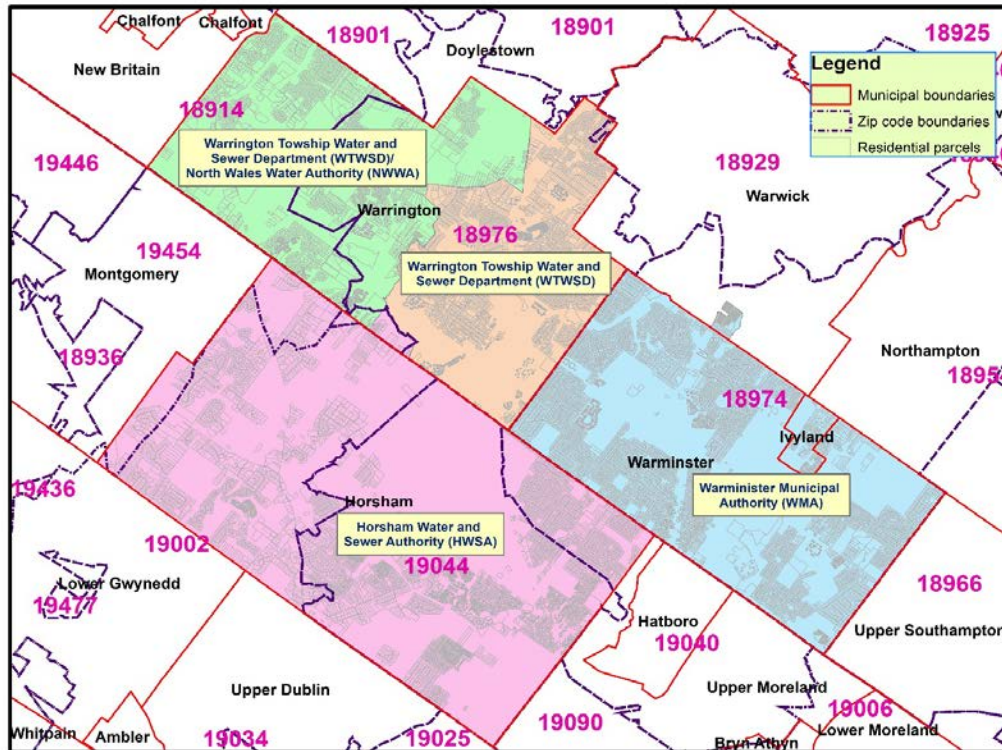 Chalfont
Chalfont
18901
18901
18925
Doylestown
New Britain
Legend
Municipal boundaries
Zip code boundaries
Residential parcels
18914
19446
Warrington Towship Water and
Sewer Department (WTWSD)/
North Wales Water Authority (NWWA)
18929
Warwick
Warrington
18976
19454
Montgomery
Warrington Towship Water and
Sewer Department (WTWSD)
18936
Northampton
18974
Ivyland
Warminster
Warminister Municipal
Authority (WMA)
19436
Horsham
Horsham Water and
Sewer Authority (HWSA)
19002
19044
Lower Gwynedd
19477
18966
Hatboro
19040
Upper Southampton
Upper Dublin
Upper Moreland
19006
19090
Whitpain
Ambler
19034
19025
Lower Moreland
Bryn Athyn